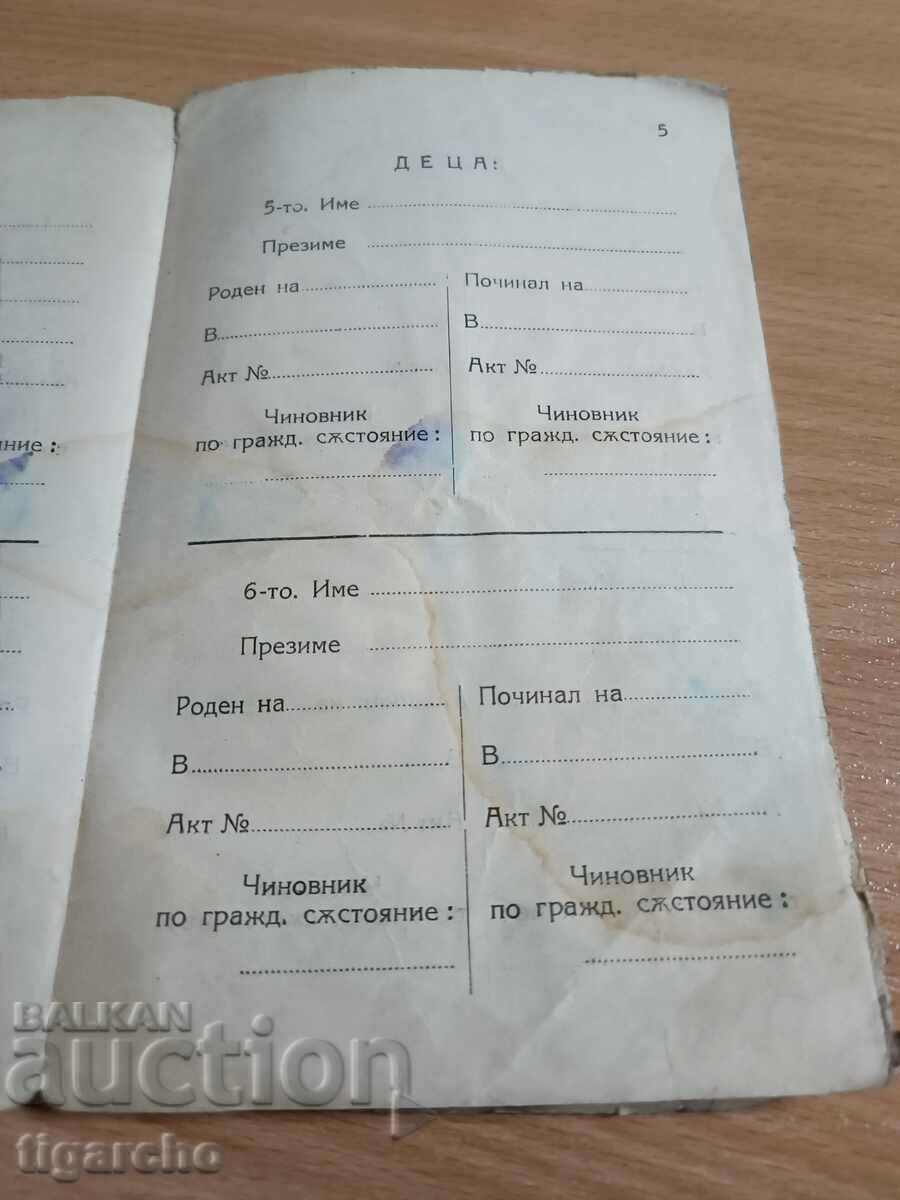 5
ДЕЦА:
5-то. Име
Презиме
Роден на Починал на
В В
Акт № Акт №
Чиновник Чиновник
по гражд. сѫстояние: по гражд. сѫстояние:
6-то. Име
Презиме
Роден на Починал на
В В
Акт № Акт №
Чиновник Чиновник
по гражд. сѫстояние: по гражд. сѫстояние:
BALKAN
auction
tigarcho